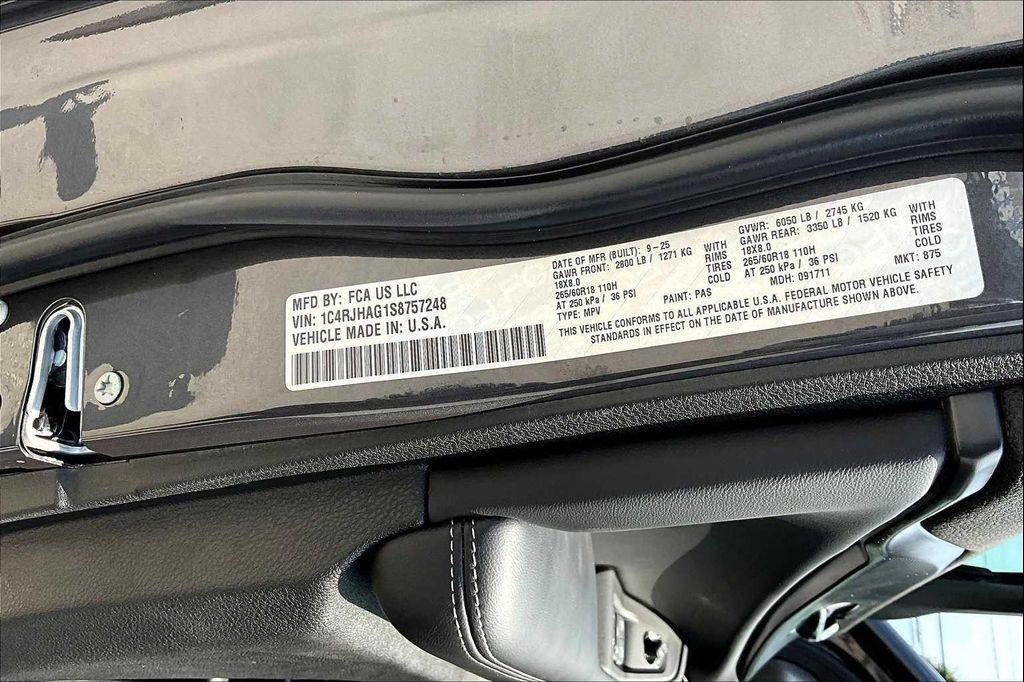 MFD BY: FCA US LLC
VIN: 1C4RJHAG1S8757248
VEHICLE MADE IN: U.S.A.
DATE OF MFR (BUILT): 9-25 GVWR: 6050 LB / 2745 KG
GAWR FRONT: 2800 LB / 1271 KG WITH GAWR REAR: 3350 LB / 1520 KG WITH
18X8.0 RIMS 18X8.0 RIMS
265/60R18 110H TIRES 265/60R18 110H TIRES
AT 250 kPa / 36 PSI COLD AT 250 kPa / 36 PSI COLD
TYPE: MPV PAINT: PAS MDH: 091711 MKT: 875
THIS VEHICLE CONFORMS TO ALL APPLICABLE U.S.A. FEDERAL MOTOR VEHICLE SAFETY
STANDARDS IN EFFECT ON THE DATE OF MANUFACTURE SHOWN ABOVE.